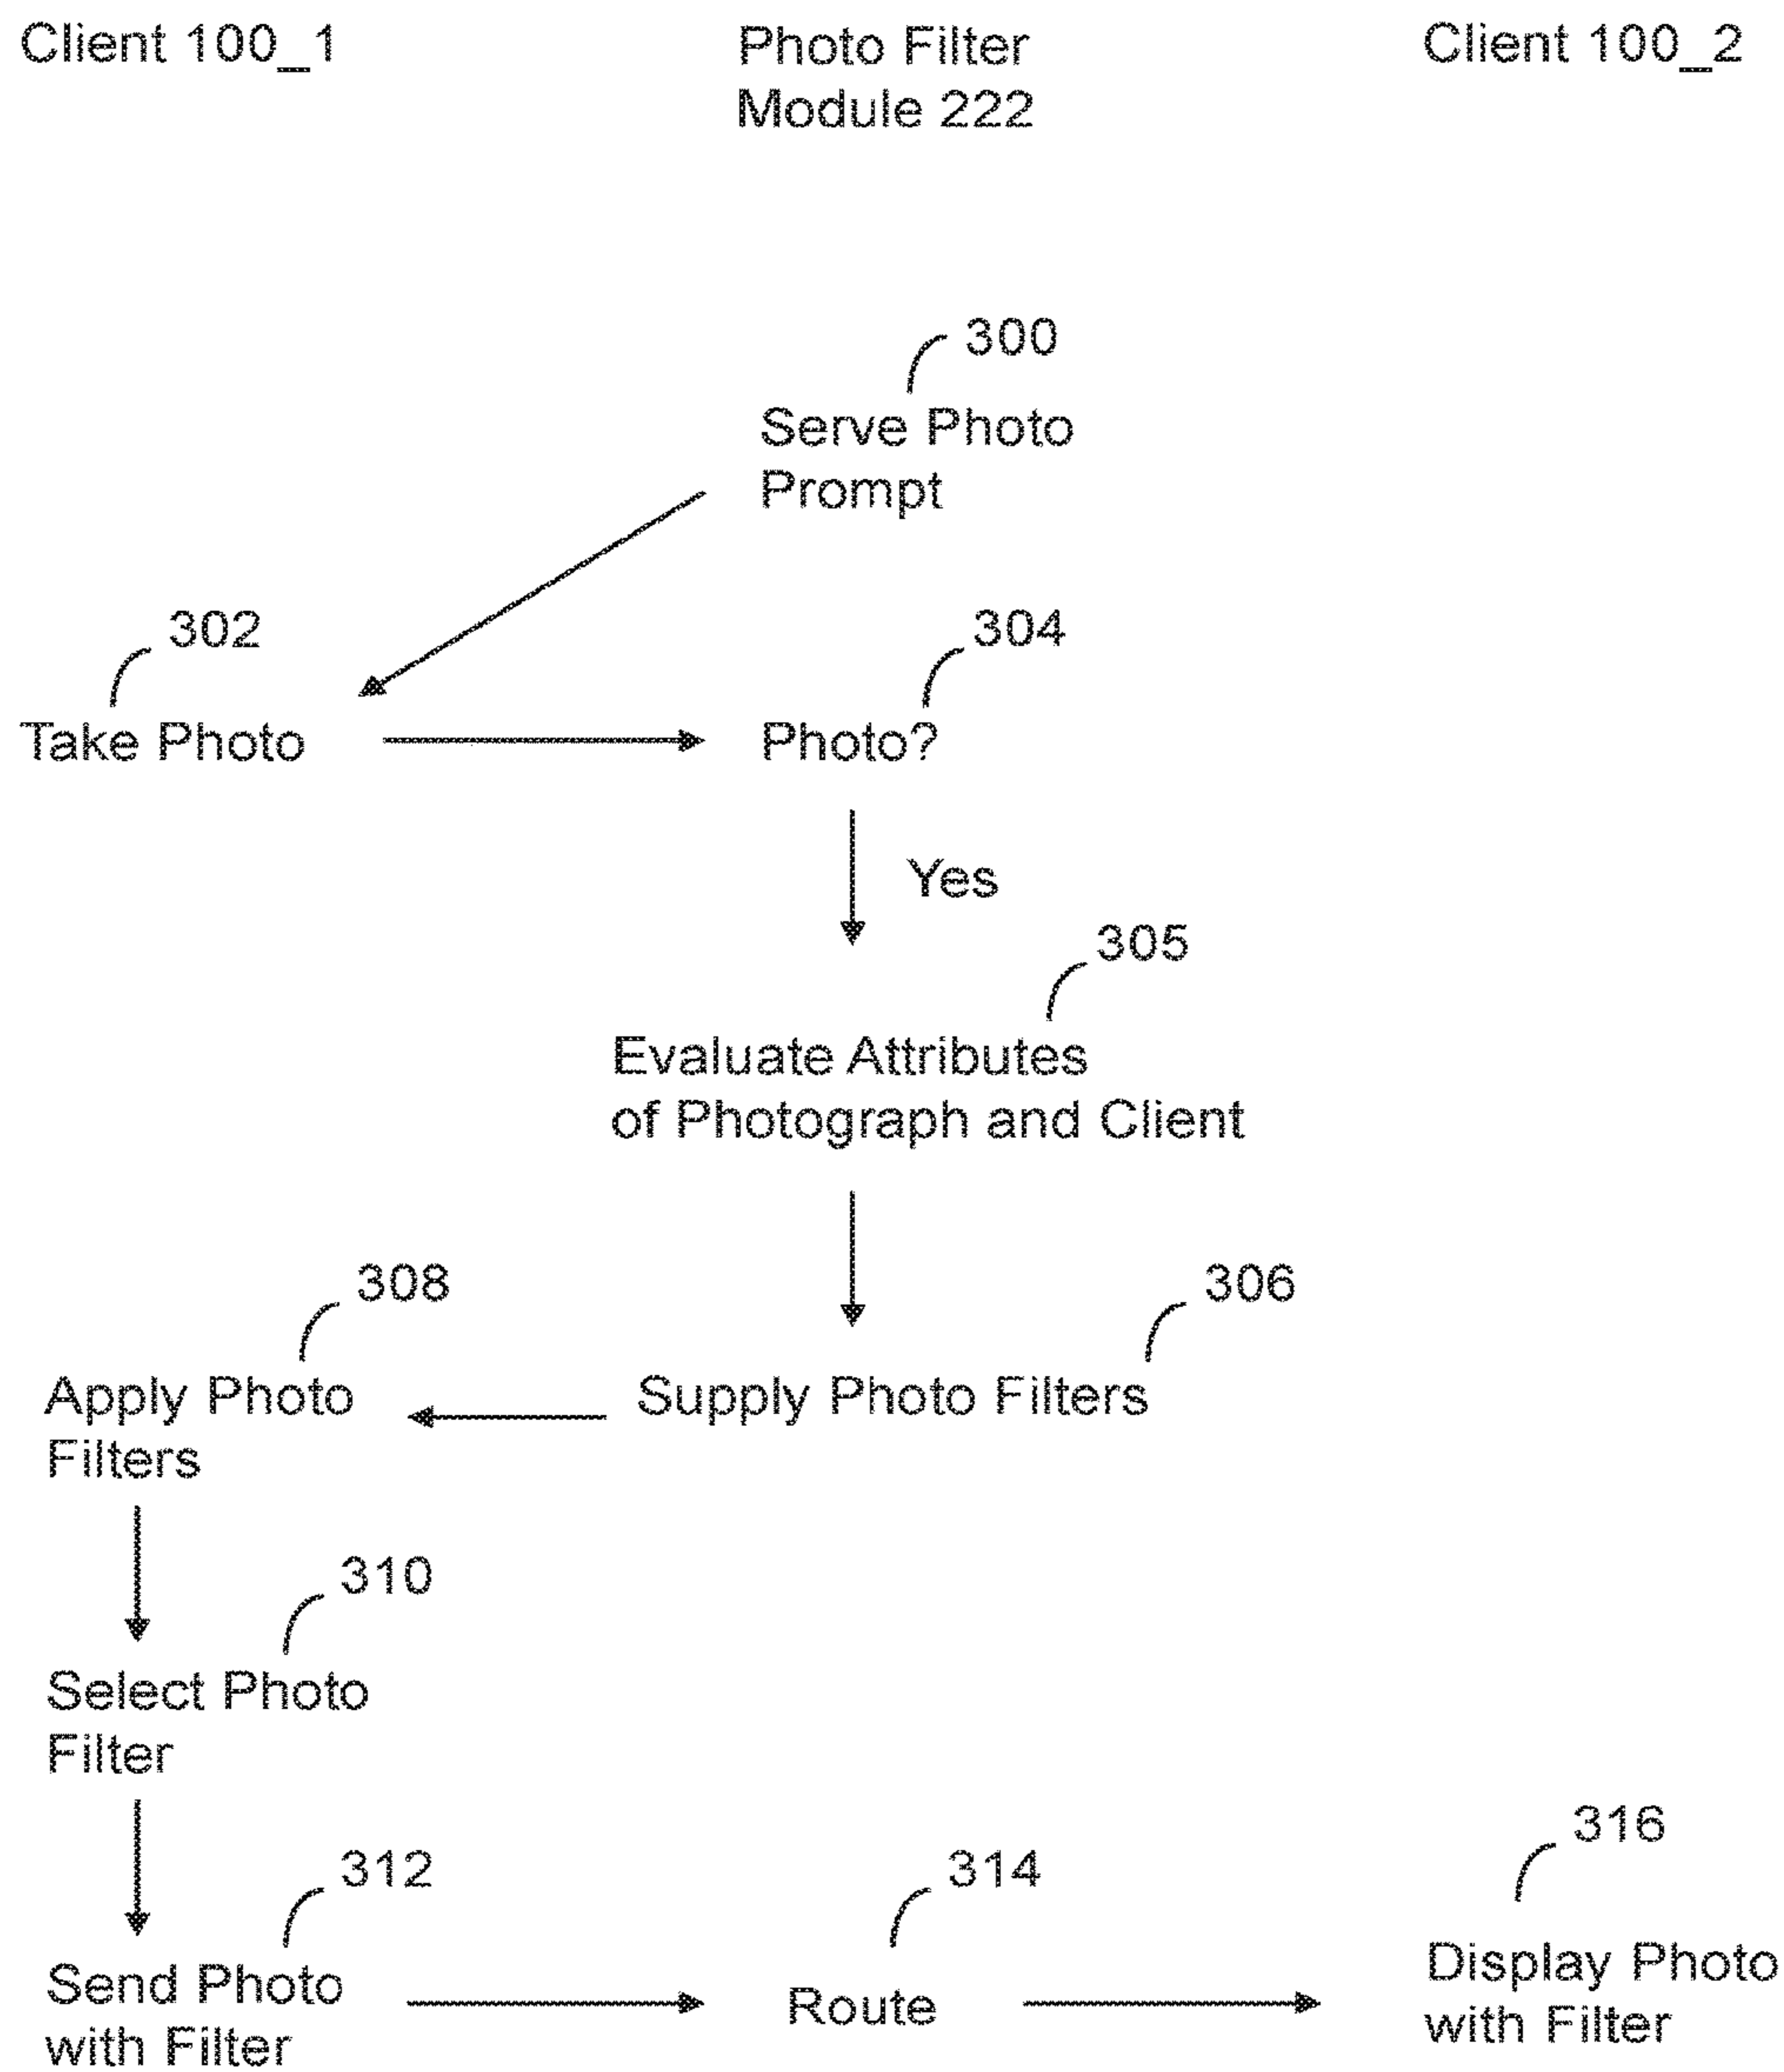 Client 100_1
Photo Filter
Module 222
Client 100_2
300
Serve Photo
Prompt
302
Take Photo
304
Photo?
Yes
305
Evaluate Attributes
of Photograph and Client
308
Apply Photo
Filters
306
Supply Photo Filters
310
Select Photo
Filter
312
Send Photo
with Filter
314
Route
316
Display Photo
with Filter